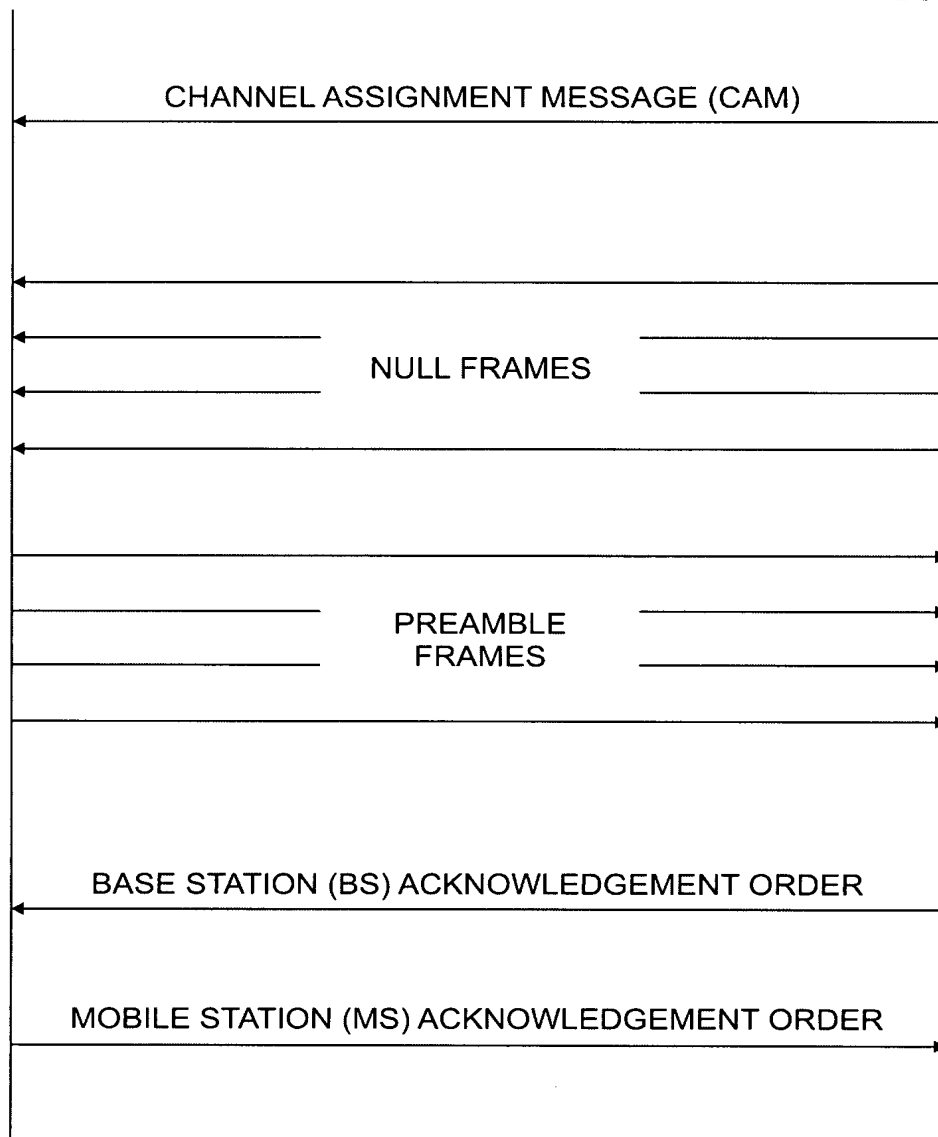 CHANNEL ASSIGNMENT MESSAGE (CAM)
NULL FRAMES
PREAMBLE
FRAMES
BASE STATION (BS) ACKNOWLEDGEMENT ORDER
MOBILE STATION (MS) ACKNOWLEDGEMENT ORDER